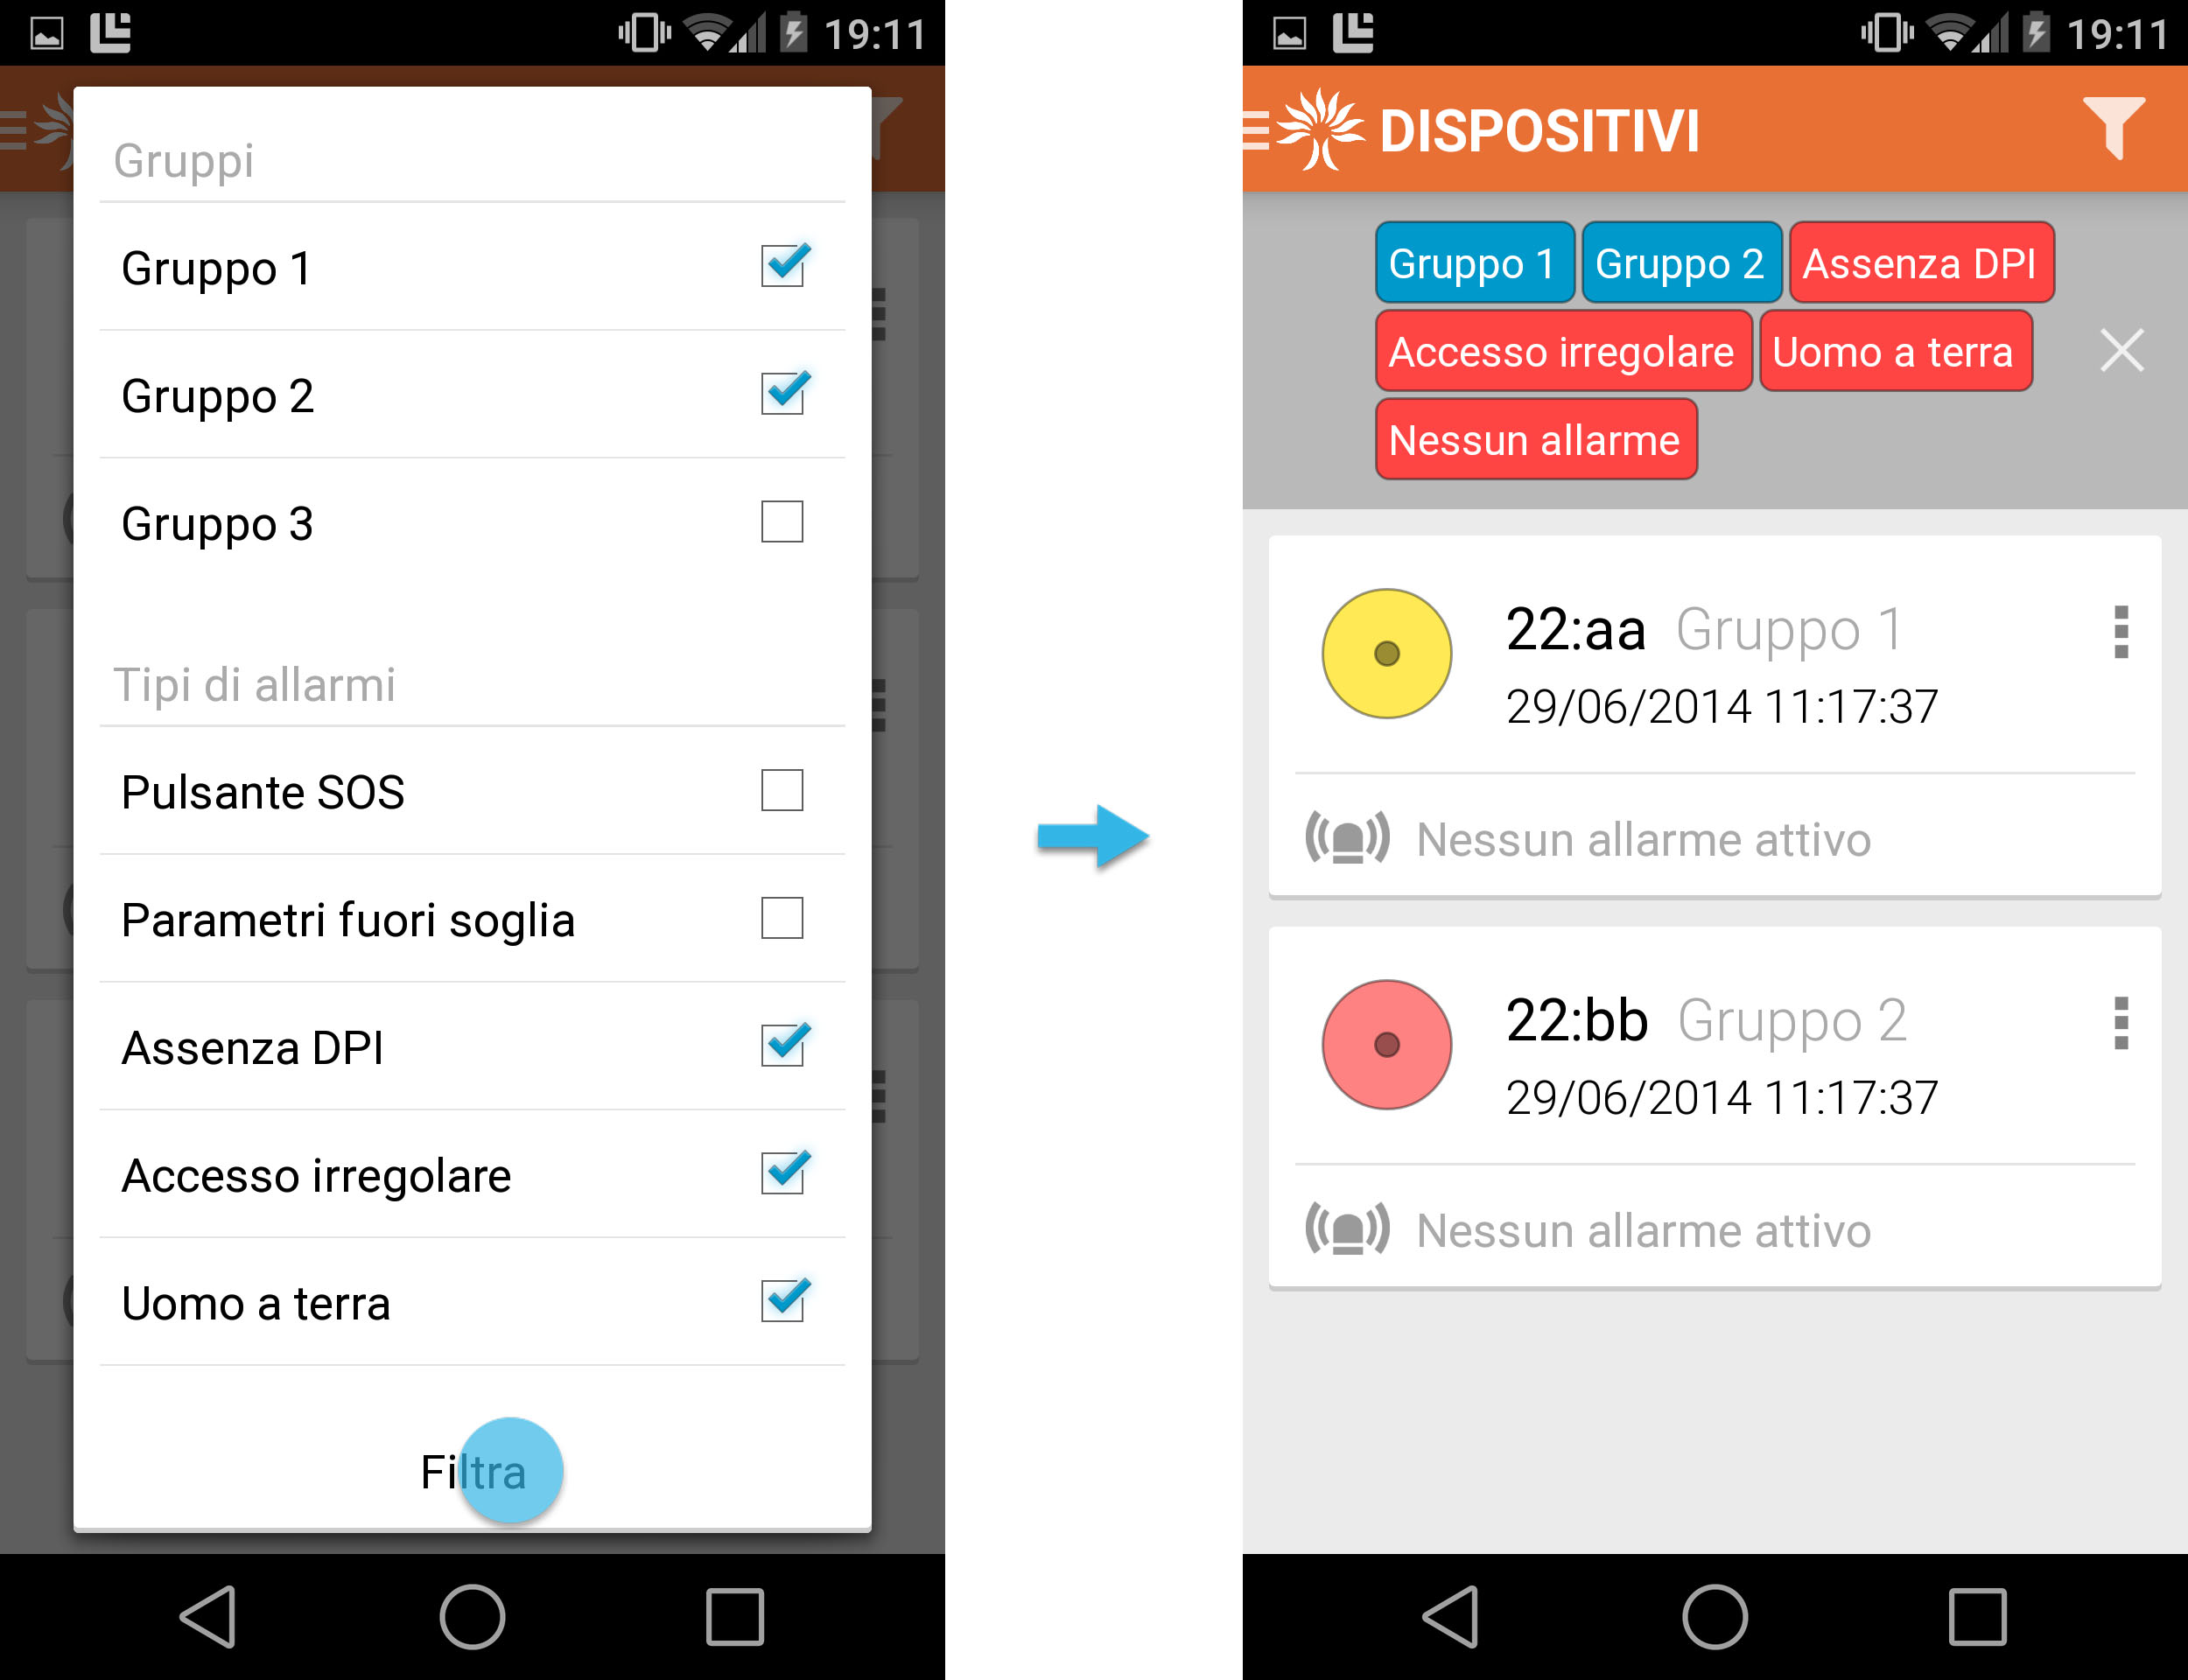 19:11
Gruppi
Gruppo 1
Gruppo 2
Gruppo 3
Tipi di allarmi
Pulsante SOS
Parametri fuori soglia
Assenza DPI
Accesso irregolare
Uomo a terra
Filtra
19:11
DISPOSITIVI
Gruppo 1 Gruppo 2 Assenza DPI
Accesso irregolare Uomo a terra
Nessun allarme
22:aa Gruppo 1
29/06/2014 11:17:37
Nessun allarme attivo
22:bb Gruppo 2
29/06/2014 11:17:37
Nessun allarme attivo